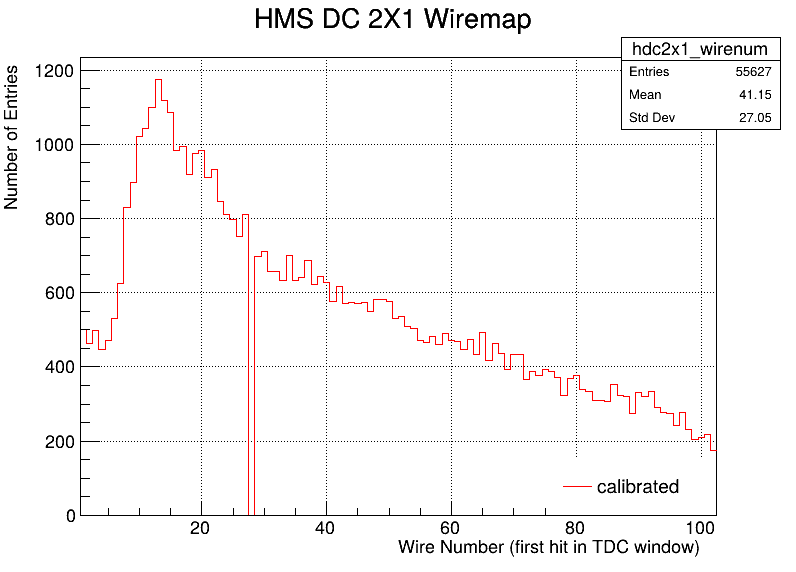 HMS DC 2X1 Wiremap
hdc2x1_wirenum
Entries 55627
Mean 41.15
Std Dev 27.05
Number of Entries
1200
1000
800
600
400
200
0
calibrated
20 40 60 80 100
Wire Number (first hit in TDC window)